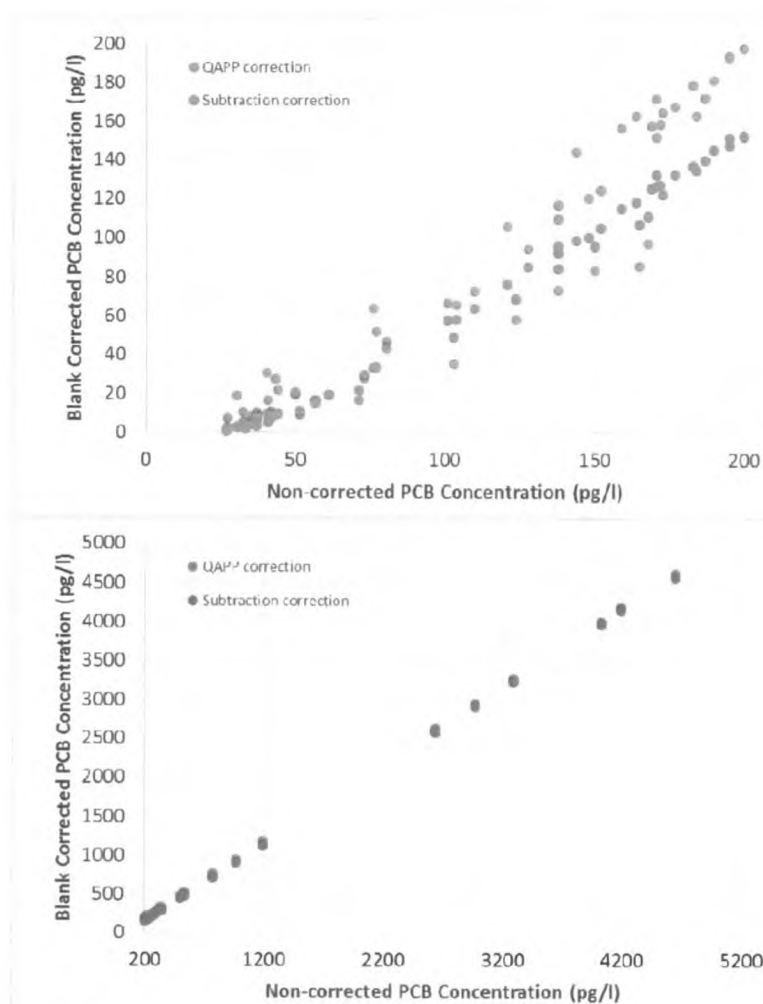 200
180
160
140
120
100
80
60
40
20
0
Blank Corrected PCB Concentration (pg/l)
QAPP correction
Subtraction correction
0 50 100 150 200
Non-corrected PCB Concentration (pg/l)
5000
4500
4000
3500
3000
2500
2000
1500
1000
500
0
Blank Corrected PCB Concentration (pg/l)
QAPP correction
Subtraction correction
200 1200 2200 3200 4200 5200
Non-corrected PCB Concentration (pg/l)